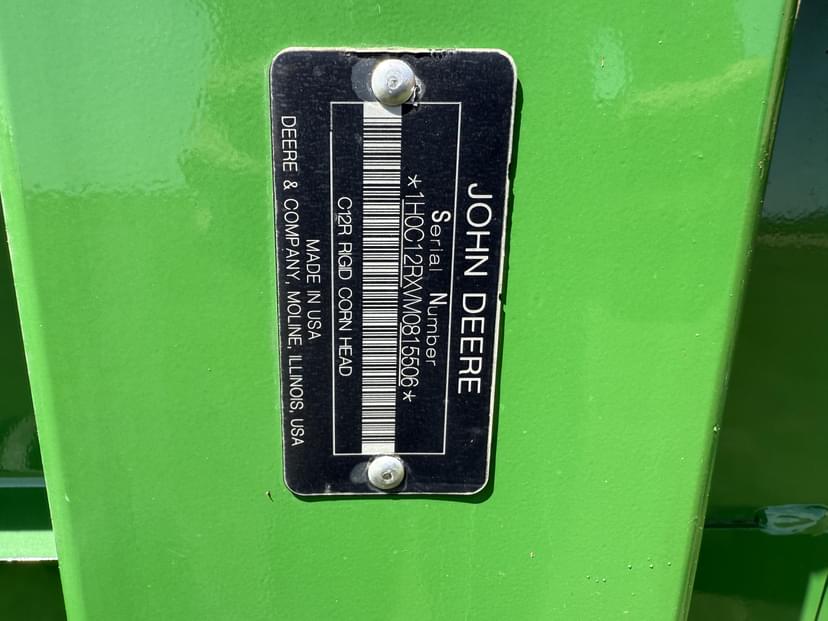 JOHN DEERE
Serial Number
*1H0C12RXVM0815506*
C12R RIGID CORN HEAD
MADE IN USA
DEERE & COMPANY, MOLINE, ILLINOIS, USA